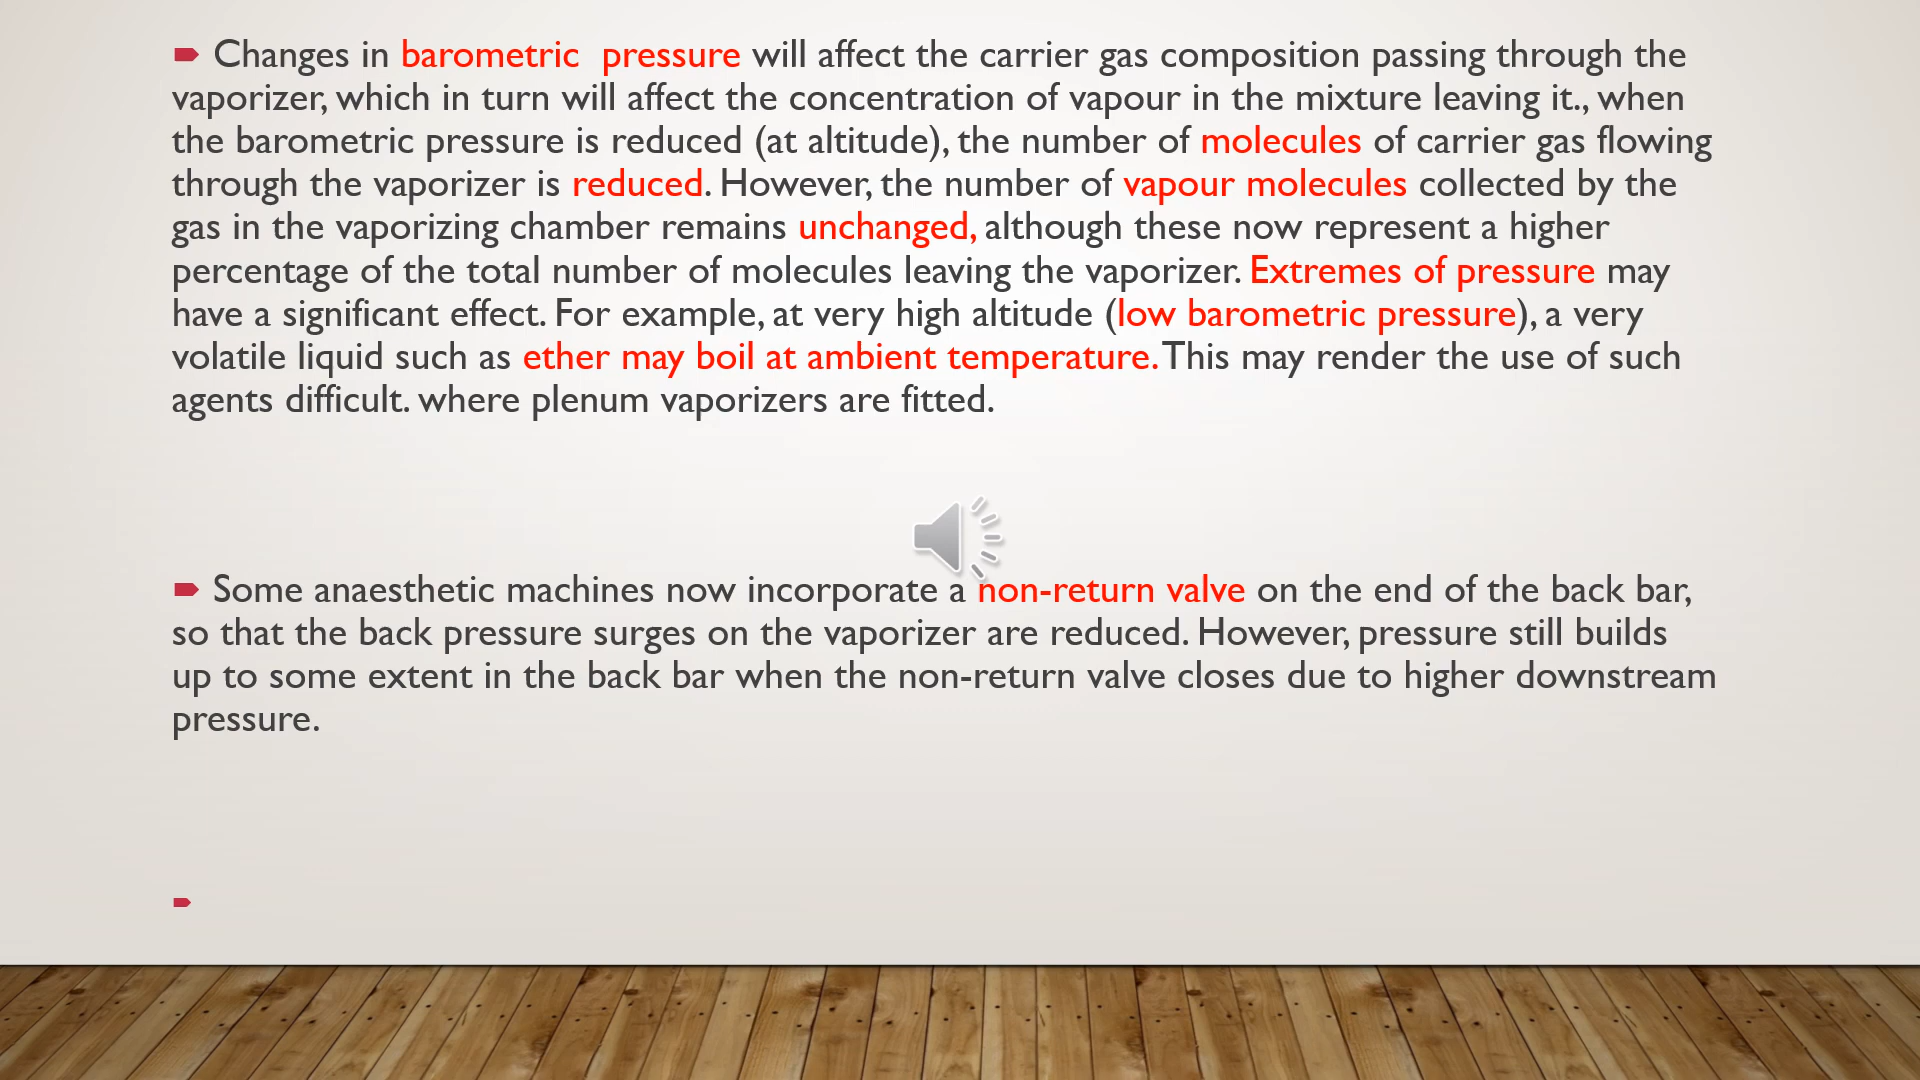 Changes in barometric  pressure will affect the carrier gas composition passing through the
vaporizer, which in turn will affect the concentration of vapour in the mixture leaving it., when
the barometric pressure is reduced (at altitude), the number of molecules of carrier gas flowing
through the vaporizer is reduced. However, the number of vapour molecules collected by the
gas in the vaporizing chamber remains unchanged, although these now represent a higher
percentage of the total number of molecules leaving the vaporizer. Extremes of pressure may
have a significant effect. For example, at very high altitude (low barometric pressure), a very
volatile liquid such as ether may boil at ambient temperature. This may render the use of such
agents difficult. where plenum vaporizers are fitted.
Some anaesthetic machines now incorporate a non-return valve on the end of the back bar,
so that the back pressure surges on the vaporizer are reduced. However, pressure still builds
up to some extent in the back bar when the non-return valve closes due to higher downstream
pressure.